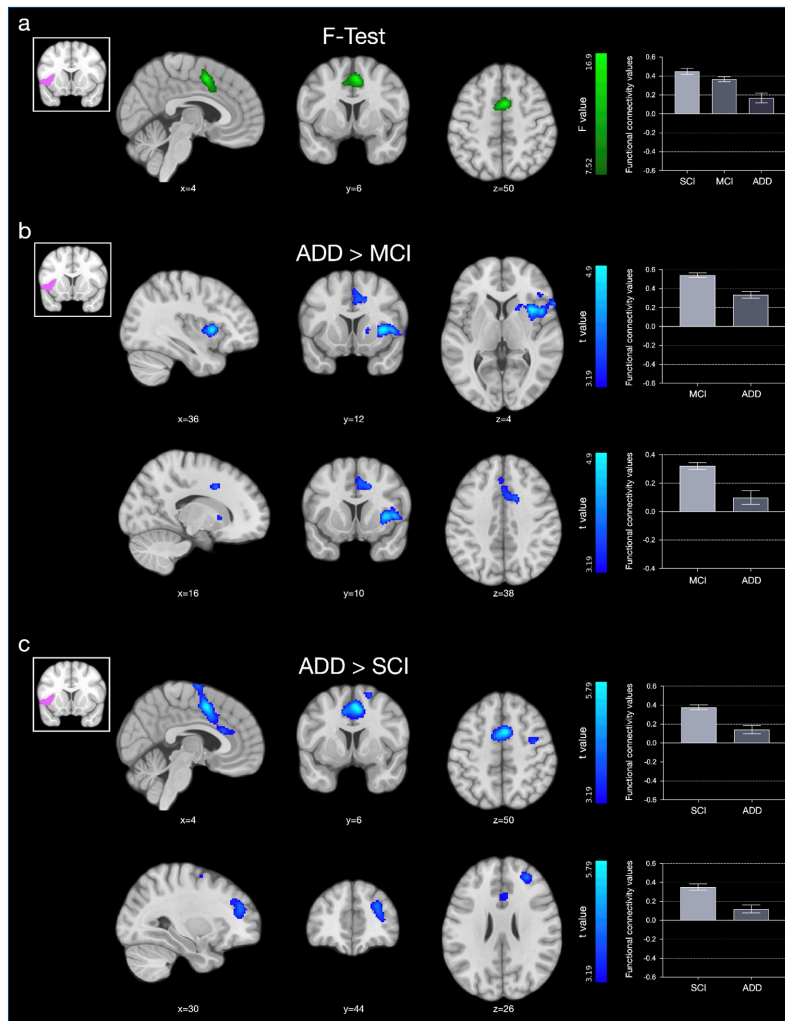 a
F-Test
16.9
F value
7.52
Functional connectivity values
0.6
0.4
0.2
0.0
-0.2
-0.4
-0.6
SCI MCI ADD
x=4 y=6 z=50
b
ADD > MCI
4.9
t value
3.19
Functional connectivity values
0.6
0.4
0.2
0.0
-0.2
-0.4
-0.6
MCI ADD
x=36 y=12 z=4
4.9
t value
3.19
Functional connectivity values
0.4
0.2
0.0
-0.2
-0.4
MCI ADD
x=16 y=10 z=38
c
ADD > SCI
5.79
t value
3.19
Functional connectivity values
0.6
0.4
0.2
0.0
-0.2
-0.4
-0.6
SCI ADD
x=4 y=6 z=50
5.79
t value
3.19
Functional connectivity values
0.6
0.4
0.2
0.0
-0.2
-0.4
-0.6
SCI ADD
x=30 y=44 z=26